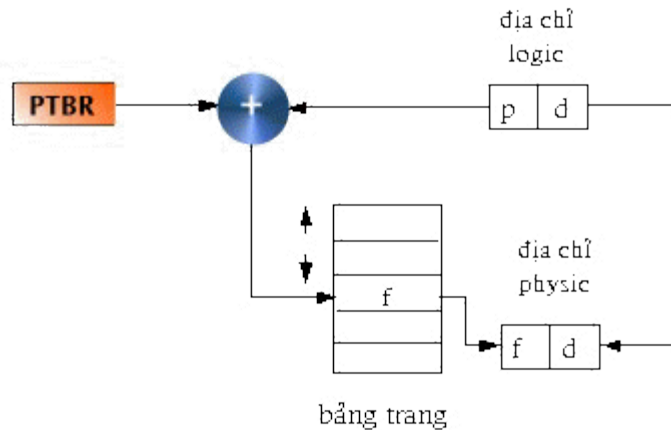 địa chỉ
logic
PTBR
+
p d
f
địa chỉ
physic
f d
bảng trang